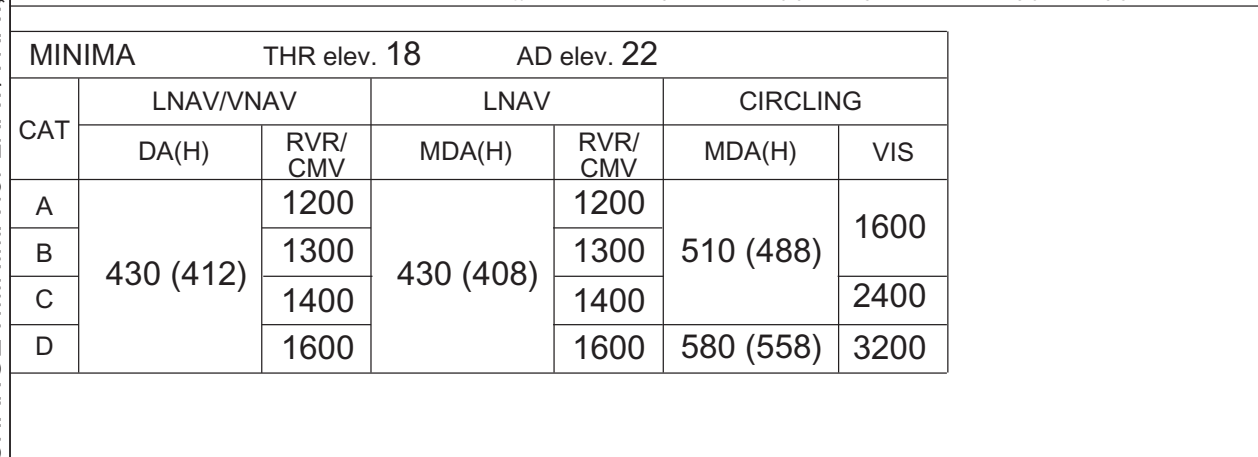 MINIMA THR elev. 18 AD elev. 22
CAT LNAV/VNAV LNAV CIRCLING
DA(H) RVR/CMV MDA(H) RVR/CMV MDA(H) VIS
A 430 (412) 1200 430 (408) 1200 510 (488) 1600
B 1300 1300
C 1400 1400 2400
D 1600 1600 580 (558) 3200